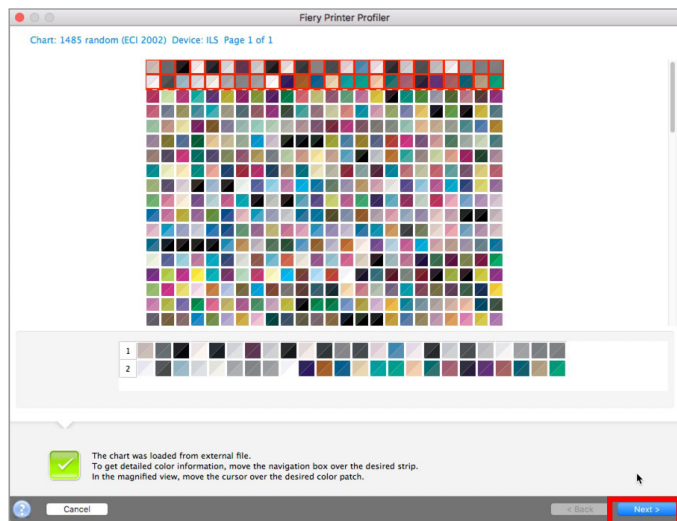 Fiery Printer Profiler
Chart: 1485 random (ECI 2002) Device: ILS Page 1 of 1
1
2
The chart was loaded from external file.
To get detailed color information, move the navigation box over the desired strip.
In the magnified view, move the cursor over the desired color patch.
? Cancel < Back Next >